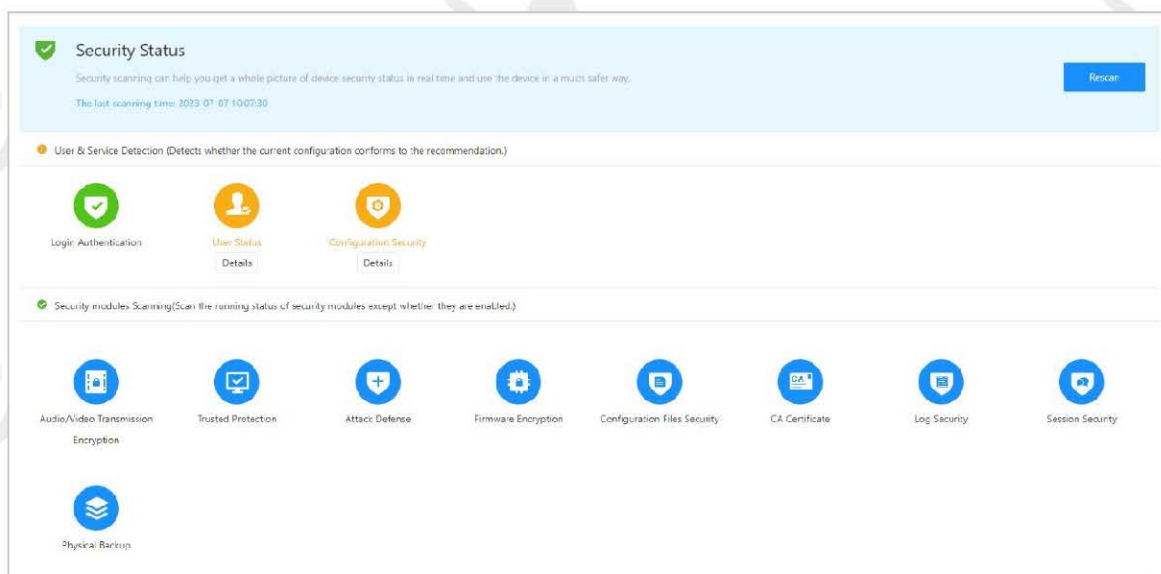 Security Status
Security scanning can help you get a whole picture of device security status in real time and use the device in a much safer way.
Rescan
The last scanning time: 2023-07-07 10:07:30
User & Service Detection (Detects whether the current configuration conforms to the recommendation.)
Login Authentication
User Status
Configuration Security
Details
Details
Security modules Scanning(Scan the running status of security modules except whether they are enabled.)
CA
Audio/Video Transmission
Encryption
Trusted Protection
Attack Defense
Firmware Encryption
Configuration Files Security
CA Certificate
Log Security
Session Security
Physical Backup